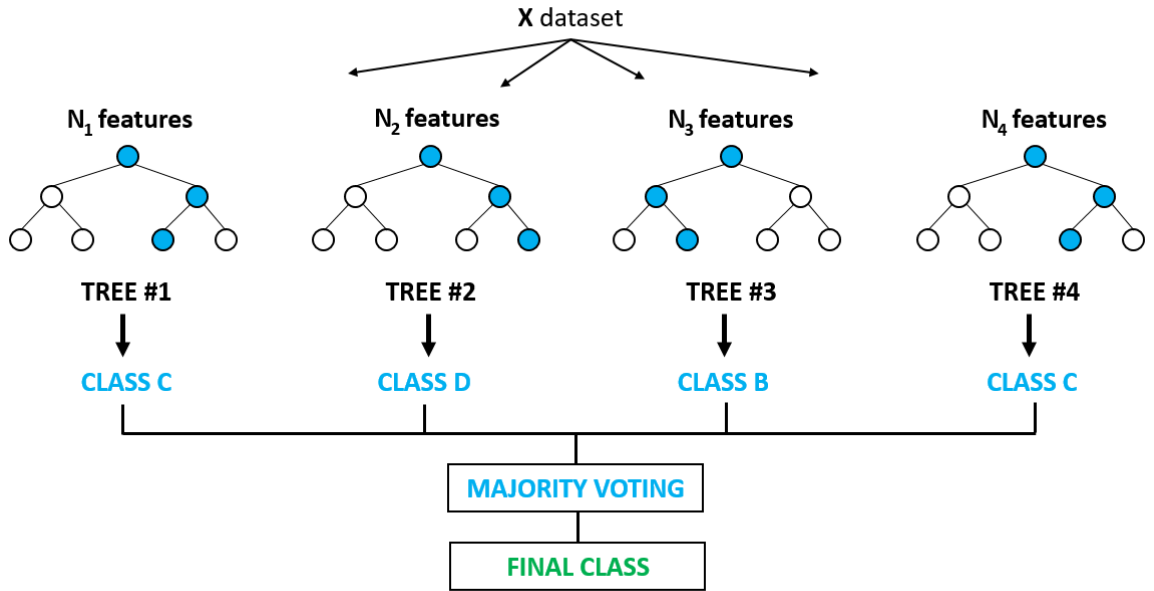 X dataset
N₁ features
N₂ features
N₃ features
N₄ features
TREE #1
TREE #2
TREE #3
TREE #4
CLASS C
CLASS D
CLASS B
CLASS C
MAJORITY VOTING
FINAL CLASS